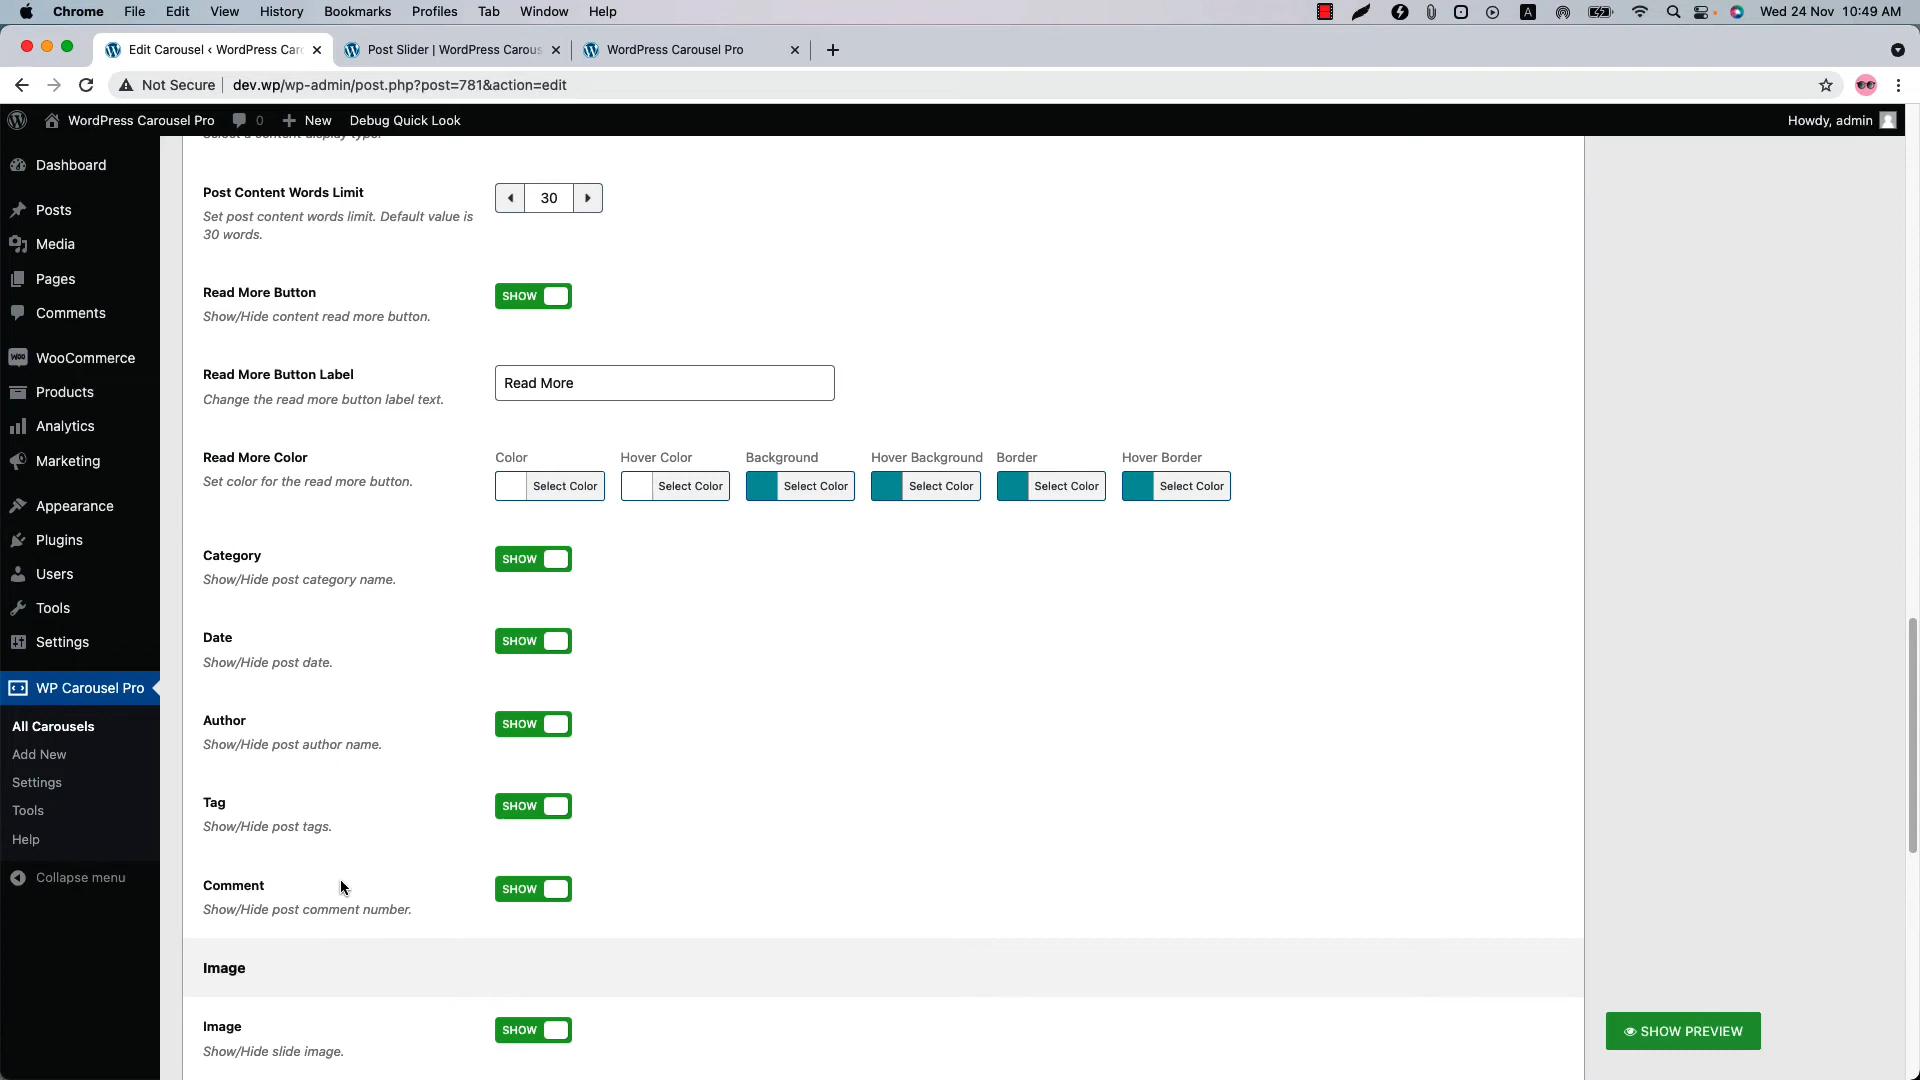 Chrome File Edit View History Bookmarks Profiles Tab Window Help A Wed 24 Nov 10:49 AM
Edit Carousel ‹ WordPress Car Post Slider | WordPress Carous WordPress Carousel Pro
Not Secure dev.wp/wp-admin/post.php?post=781&action=edit
WordPress Carousel Pro 0 New Debug Quick Look Howdy, admin
Select a content display type.
Dashboard
Posts
Media
Pages
Comments
Woo WooCommerce
Products
Analytics
Marketing
Appearance
Plugins
Users
Tools
Settings
WP Carousel Pro
All Carousels
Add New
Settings
Tools
Help
Collapse menu
Post Content Words Limit 30
Set post content words limit. Default value is
30 words.
Read More Button SHOW
Show/Hide content read more button.
Read More Button Label Read More
Change the read more button label text.
Read More Color Color Hover Color Background Hover Background Border Hover Border
Set color for the read more button. Select Color Select Color Select Color Select Color Select Color Select Color
Category SHOW
Show/Hide post category name.
Date SHOW
Show/Hide post date.
Author SHOW
Show/Hide post author name.
Tag SHOW
Show/Hide post tags.
Comment SHOW
Show/Hide post comment number.
Image
Image SHOW
Show/Hide slide image.
SHOW PREVIEW